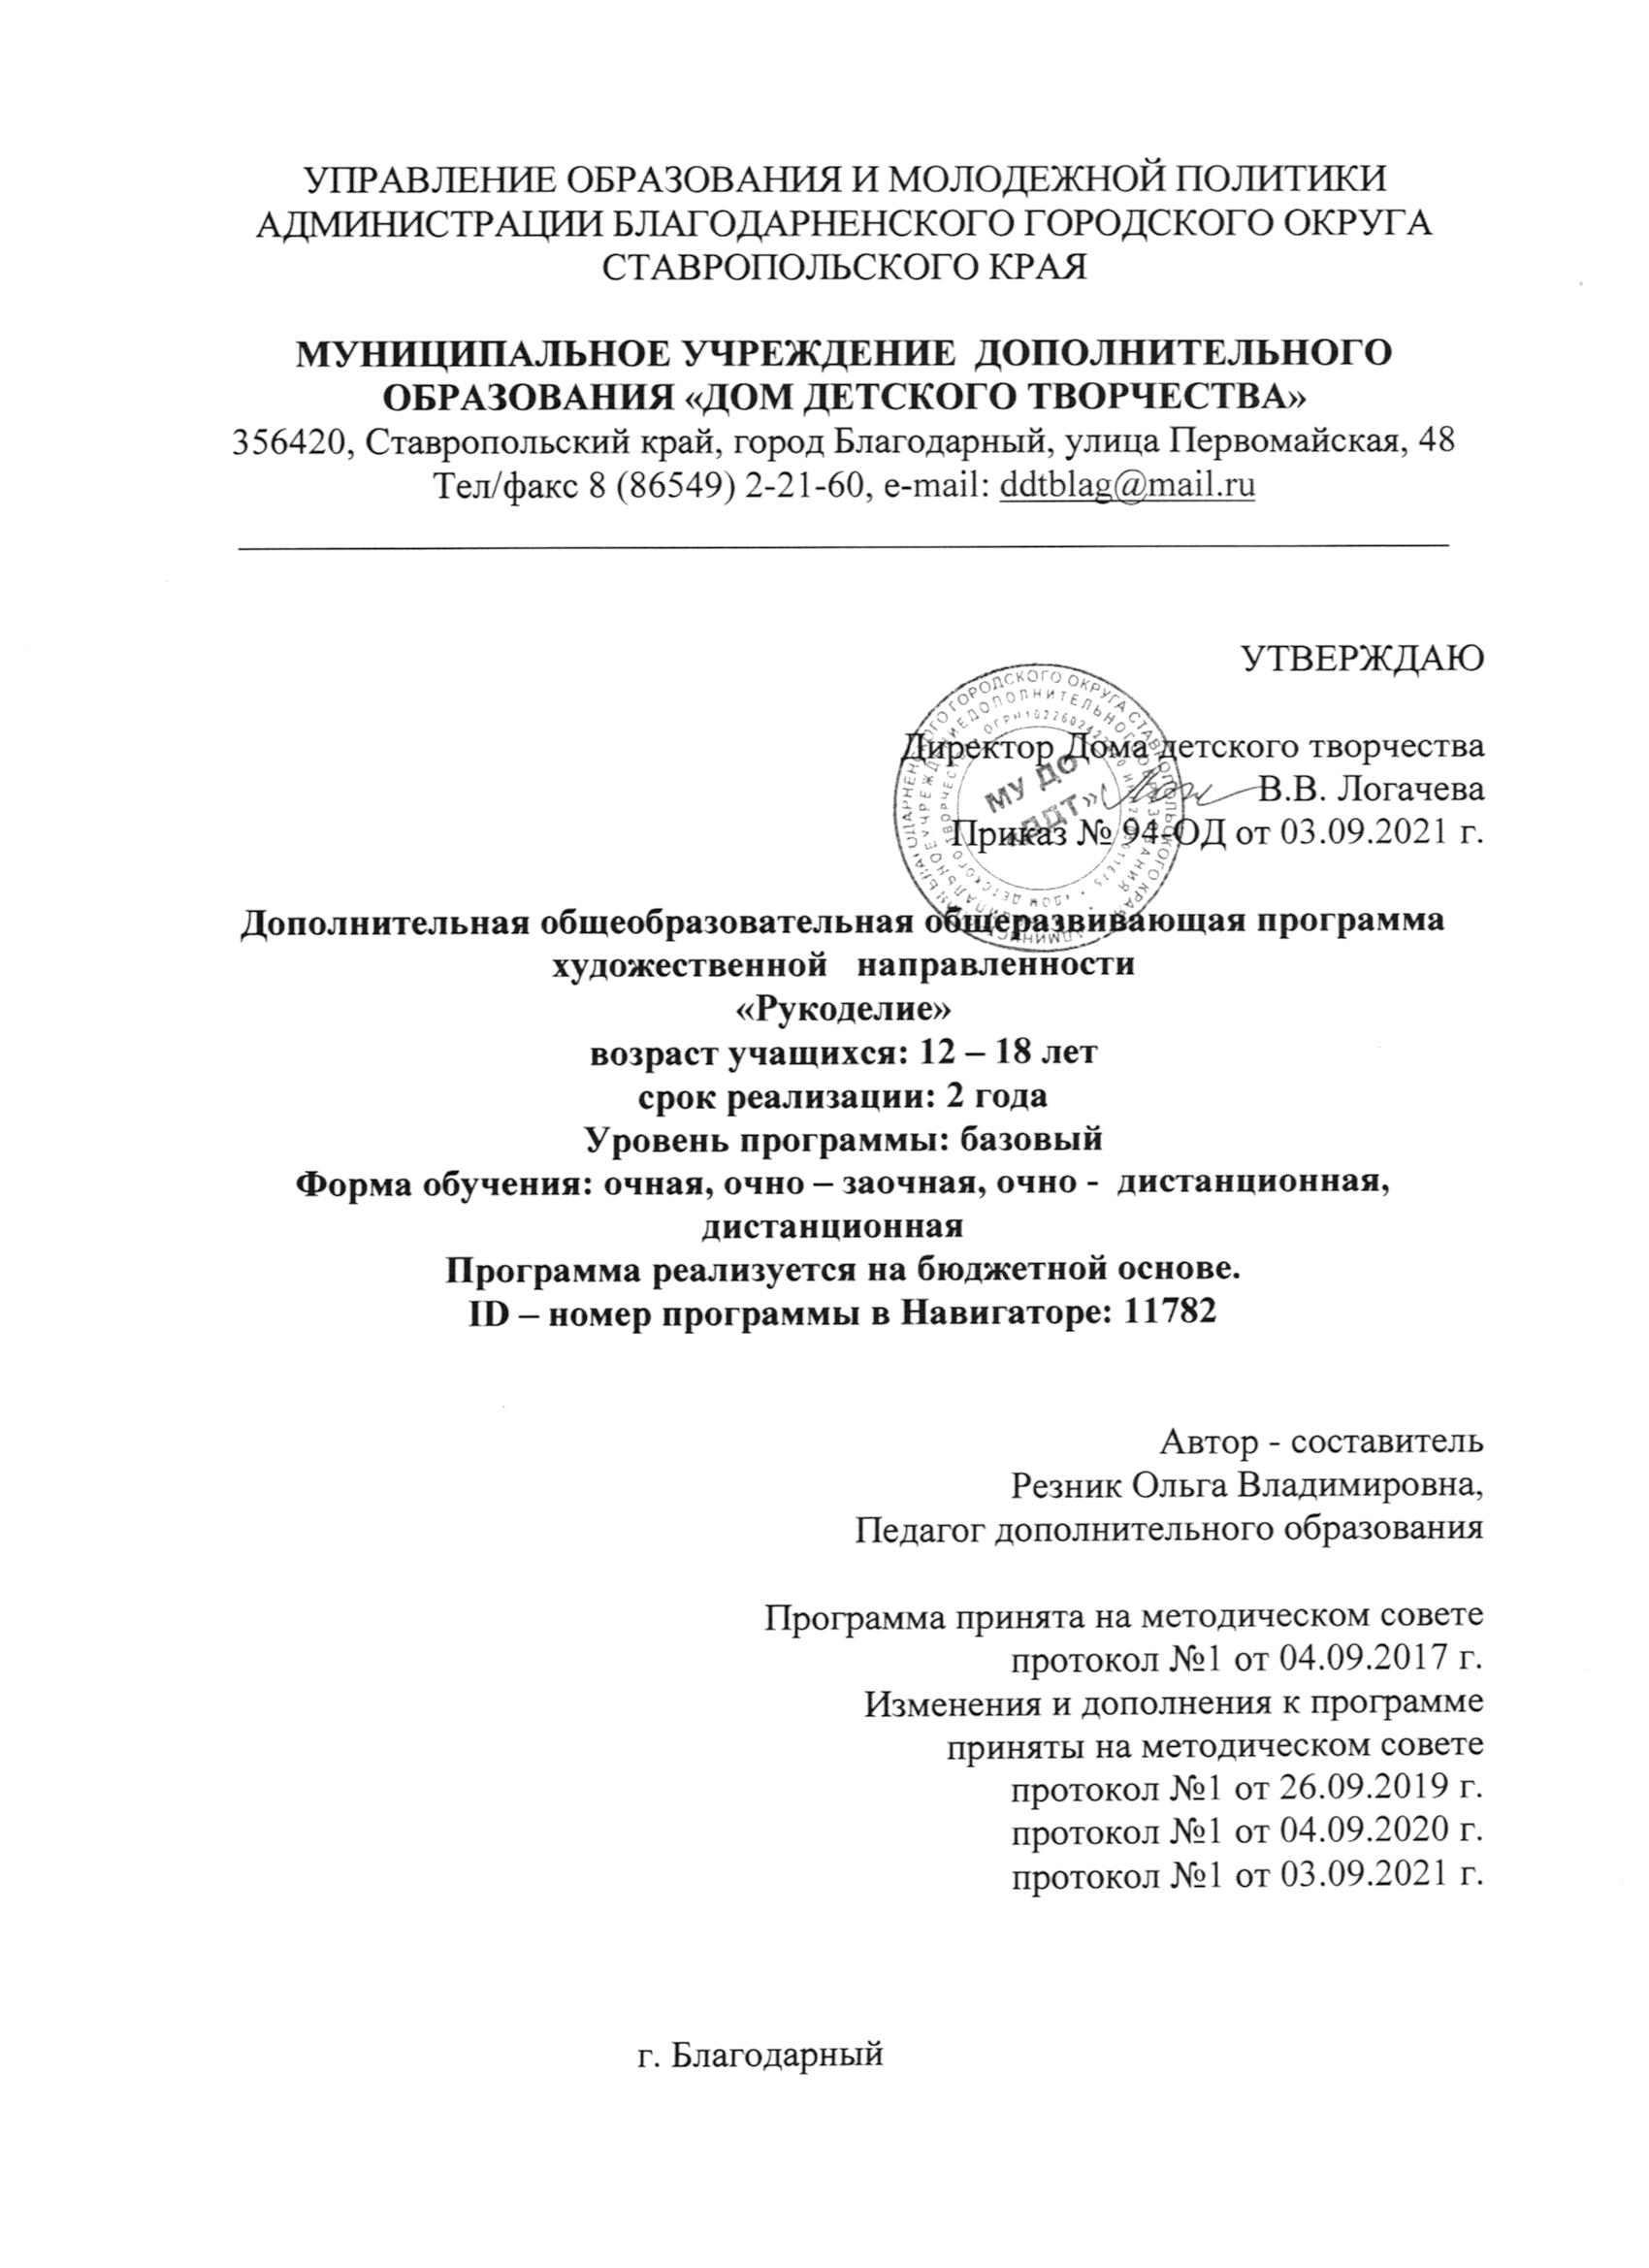 УПРАВЛЕНИЕ ОБРАЗОВАНИЯ И МОЛОДЕЖНОЙ ПОЛИТИКИ
АДМИНИСТРАЦИИ БЛАГОДАРНЕНСКОГО ГОРОДСКОГО ОКРУГА
СТАВРОПОЛЬСКОГО КРАЯ
МУНИЦИПАЛЬНОЕ УЧРЕЖДЕНИЕ ДОПОЛНИТЕЛЬНОГО
ОБРАЗОВАНИЯ «ДОМ ДЕТСКОГО ТВОРЧЕСТВА»
356420, Ставропольский край, город Благодарный, улица Первомайская, 48
Тел/факс 8 (86549) 2-21-60, e-mail: ddtblag@mail.ru
УТВЕРЖДАЮ
Директор Дома детского творчества
В.В. Логачева
Приказ № 94-ОД от 03.09.2021 г.
МУ ДО
«ДДТ»
Дополнительная общеобразовательная общеразвивающая программа
художественной направленности
«Рукоделие»
возраст учащихся: 12 – 18 лет
срок реализации: 2 года
Уровень программы: базовый
Форма обучения: очная, очно – заочная, очно - дистанционная,
дистанционная
Программа реализуется на бюджетной основе.
ID – номер программы в Навигаторе: 11782
Автор - составитель
Резник Ольга Владимировна,
Педагог дополнительного образования
Программа принята на методическом совете
протокол №1 от 04.09.2017 г.
Изменения и дополнения к программе
приняты на методическом совете
протокол №1 от 26.09.2019 г.
протокол №1 от 04.09.2020 г.
протокол №1 от 03.09.2021 г.
г. Благодарный